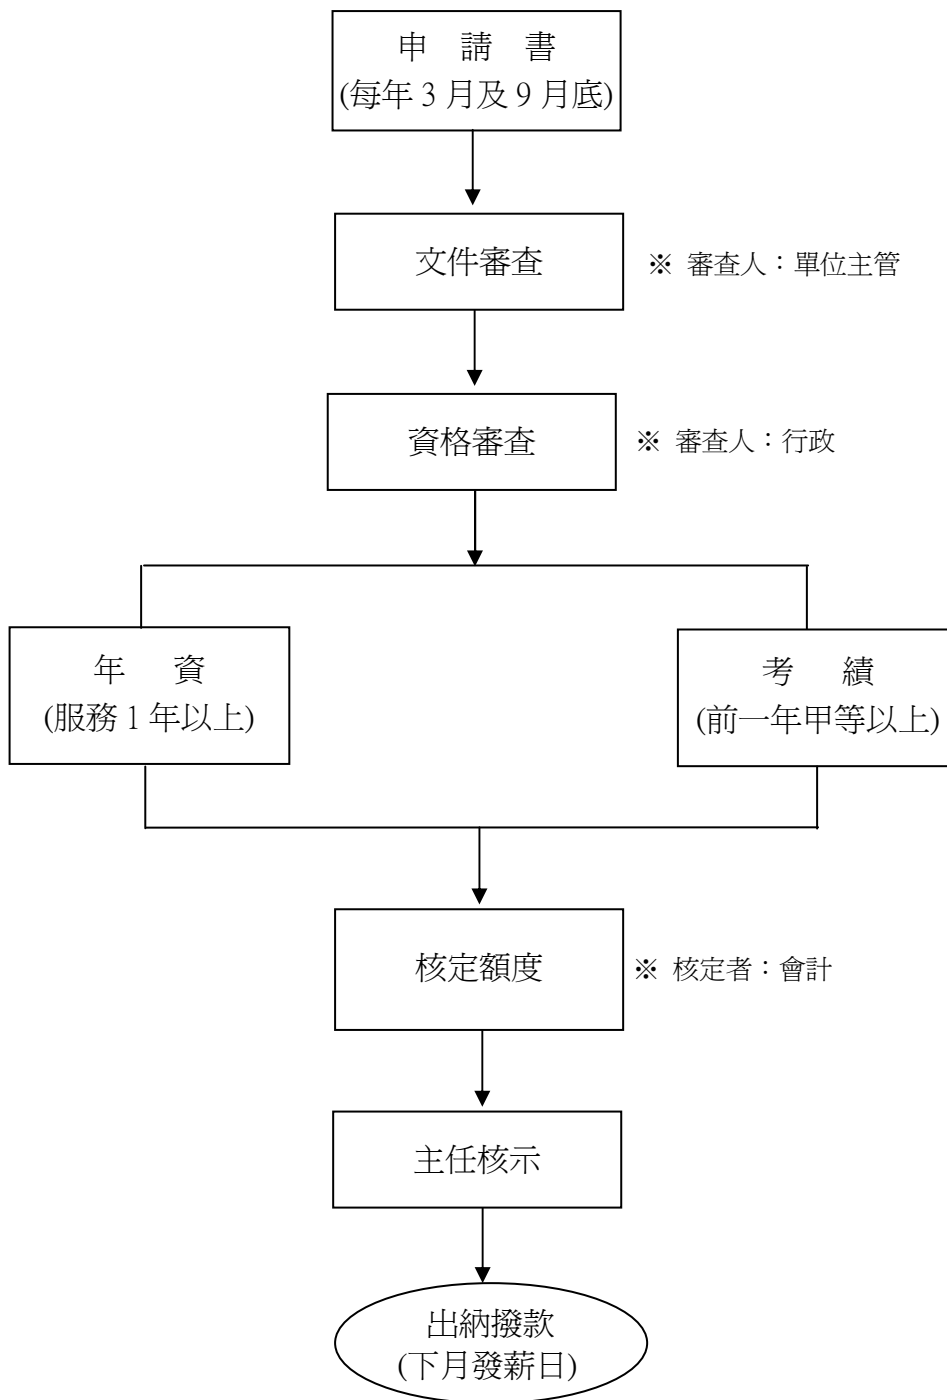 申 請 書
(每年 3 月及 9 月底)
文件審查
※ 審查人：單位主管
資格審查
※ 審查人：行政
年 資
(服務 1 年以上)
考 績
(前一年甲等以上)
核定額度
※ 核定者：會計
主任核示
出納撥款
(下月發薪日)